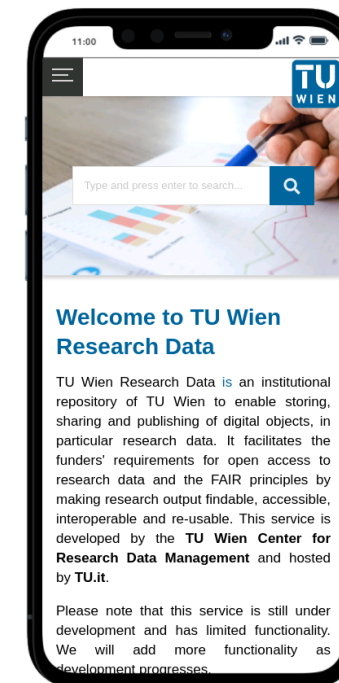 11:00
TU
WIEN
Type and press enter to search...
Welcome to TU Wien
Research Data
TU Wien Research Data is an institutional
repository of TU Wien to enable storing,
sharing and publishing of digital objects, in
particular research data. It facilitates the
funders' requirements for open access to
research data and the FAIR principles by
making research output findable, accessible,
interoperable and re-usable. This service is
developed by the TU Wien Center for
Research Data Management and hosted
by TU.it.
Please note that this service is still under
development and has limited functionality.
We will add more functionality as
development progresses.